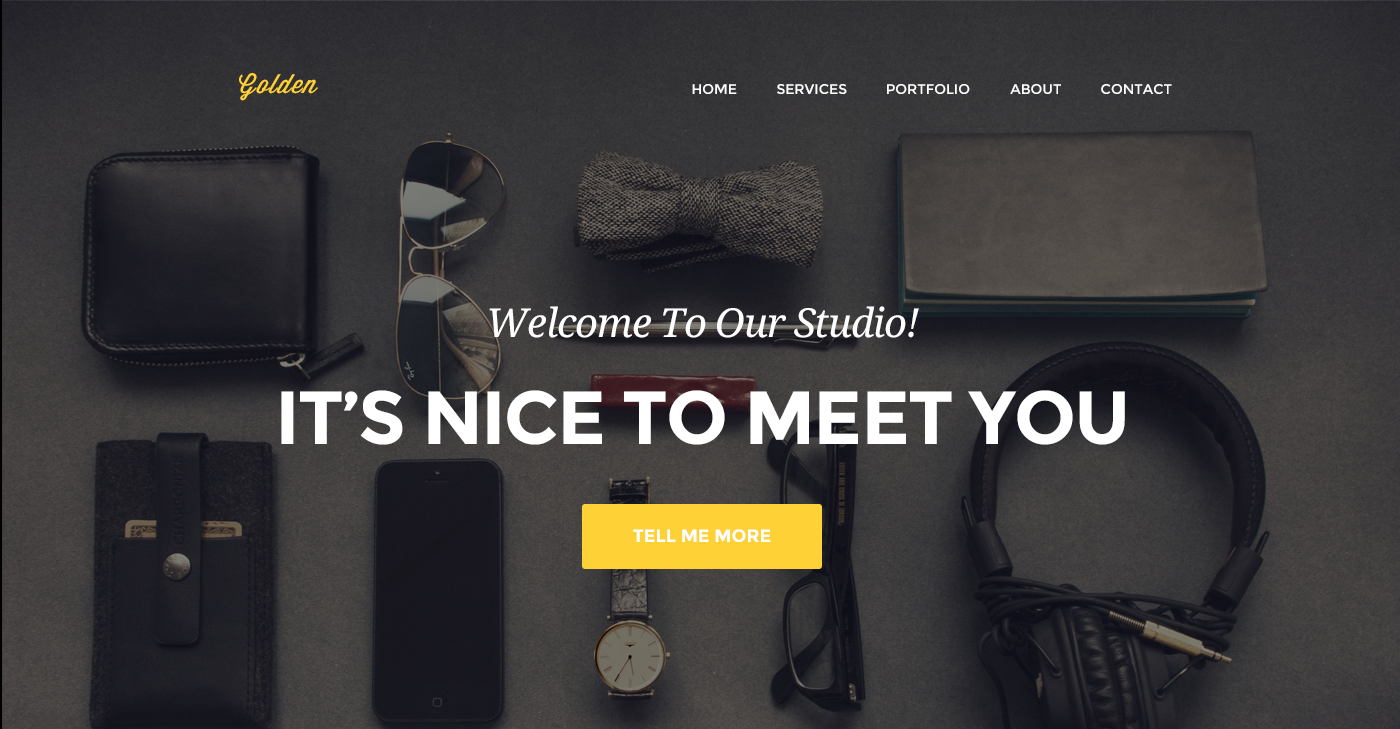 Golden
HOME SERVICES PORTFOLIO ABOUT CONTACT
Welcome To Our Studio!
IT’S NICE TO MEET YOU
TELL ME MORE